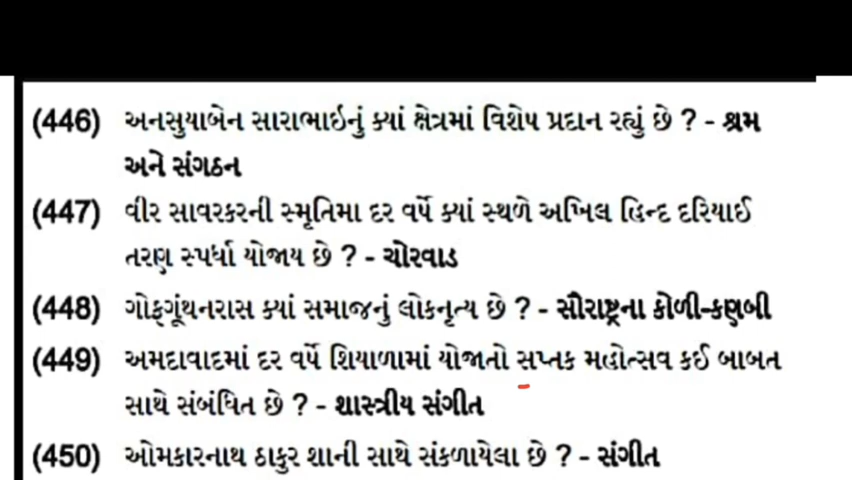 (446) અનસુયાબેન સારાભાઇનું ક્યાં ક્ષેત્રમાં વિશેષ પ્રદાન રહ્યું છે ? - શ્રમ
અને સંગઠન
(447) વીર સાવરકરની સ્મૃતિમા દર વર્ષે ક્યાં સ્થળે અખિલ હિન્દ દરિયાઈ
તરણ સ્પર્ધા યોજાય છે ? - ચોરવાડ
(448) ગોફગૂંથનરાસ ક્યાં સમાજનું લોકનૃત્ય છે ? - સૌરાષ્ટ્રના કોળી-કણબી
(449) અમદાવાદમાં દર વર્ષે શિયાળામાં યોજાતો સપ્તક મહોત્સવ કઈ બાબત
સાથે સંબંધિત છે ? - શાસ્ત્રીય સંગીત
(450) ઓમકારનાથ ઠાકુર શાની સાથે સંકળાયેલા છે ? - સંગીત